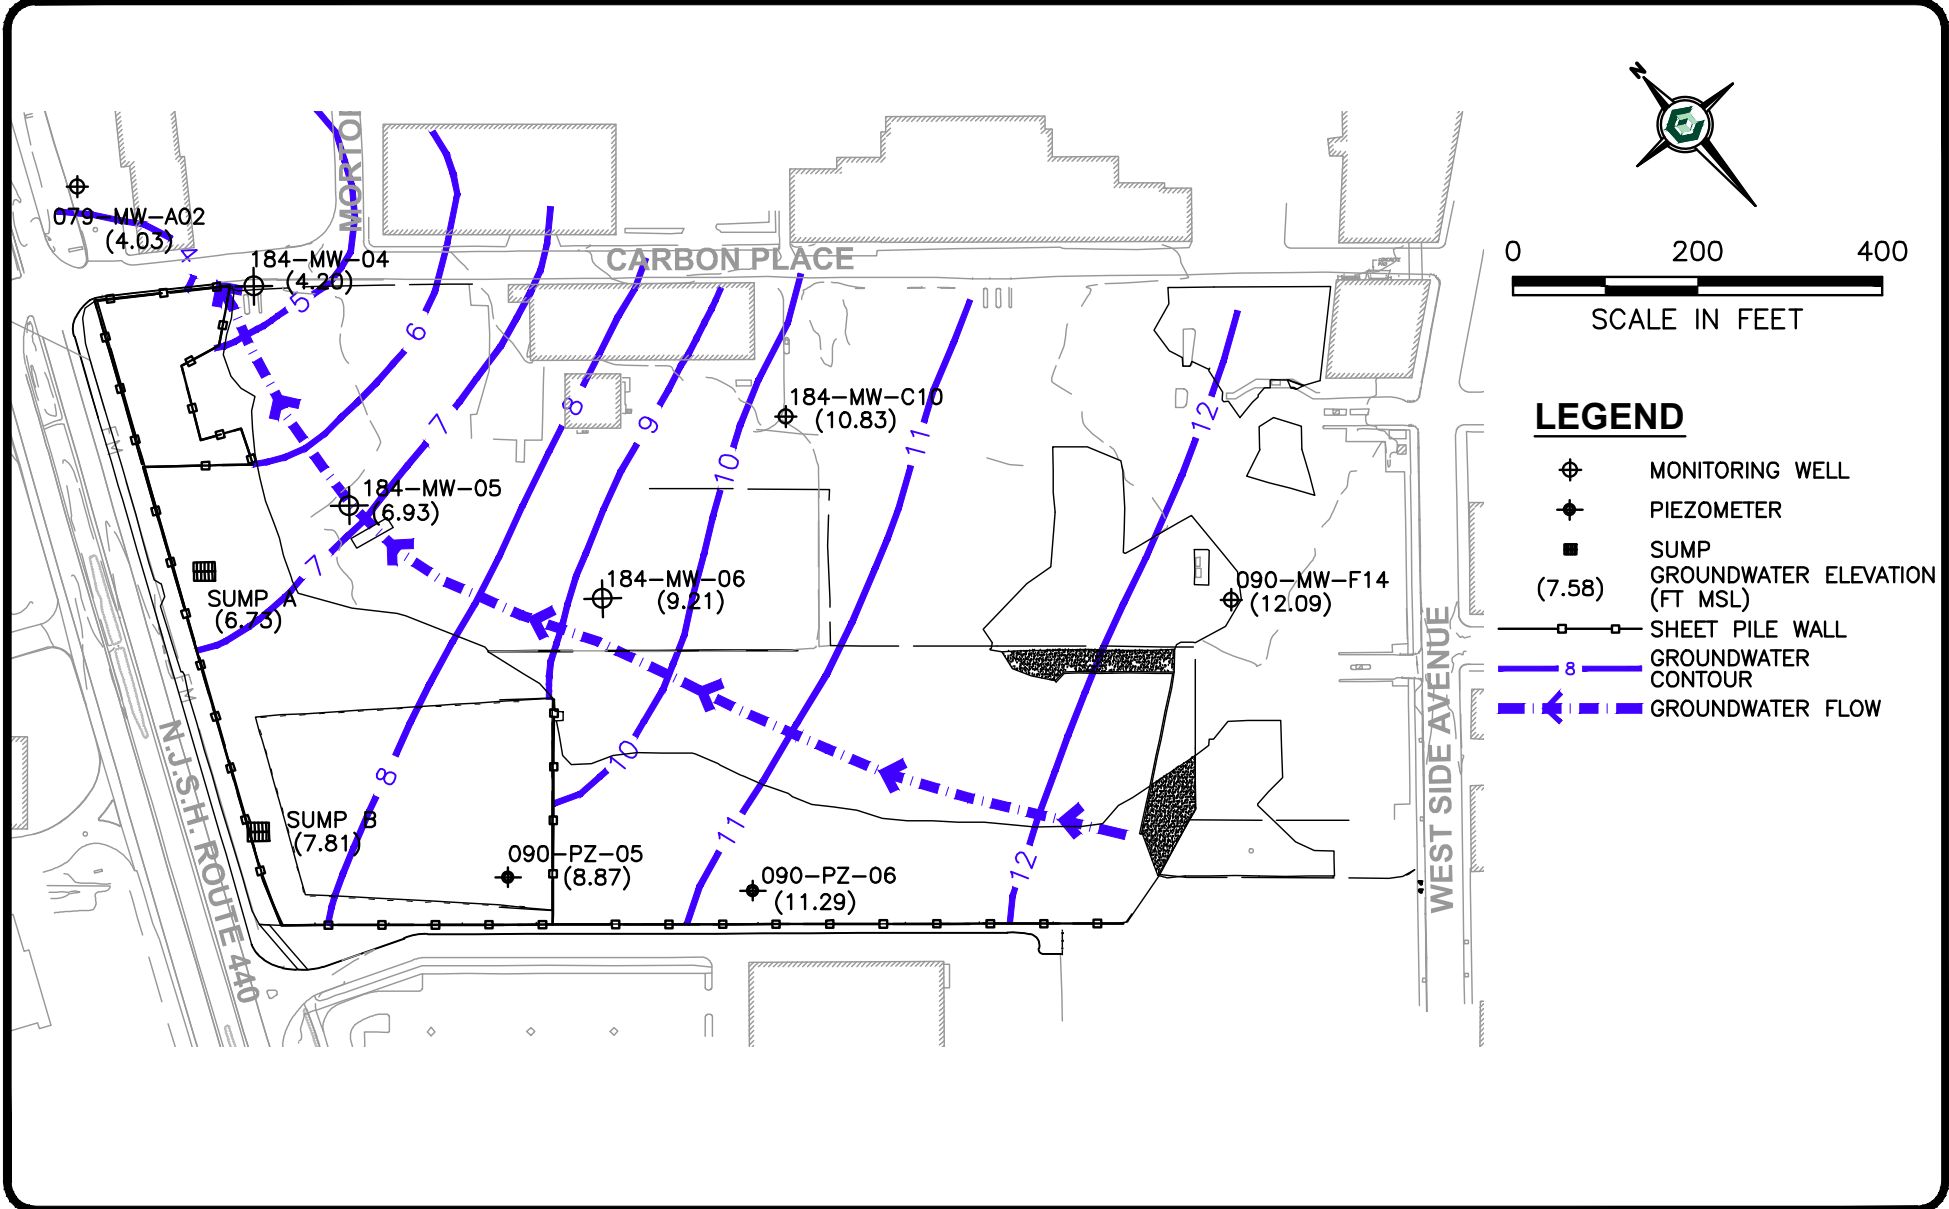 N
MORTO
079-MW-A02
(4.03)
4
184-MW-04
(4.20)
5
CARBON PLACE
6
7
8
9
10
184-MW-C10
(10.83)
11
12
184-MW-05
(6.93)
7
SUMP A
(6.73)
184-MW-06
(9.21)
090-MW-F14
(12.09)
FM
FM
8
10
11
12
SUMP B
(7.81)
090-PZ-05
(8.87)
090-PZ-06
(11.29)
N.J.S.H. ROUTE 440
WEST SIDE AVENUE
0 200 400
SCALE IN FEET
LEGEND
MONITORING WELL
PIEZOMETER
SUMP
(7.58) GROUNDWATER ELEVATION
(FT MSL)
SHEET PILE WALL
8 GROUNDWATER
CONTOUR
GROUNDWATER FLOW